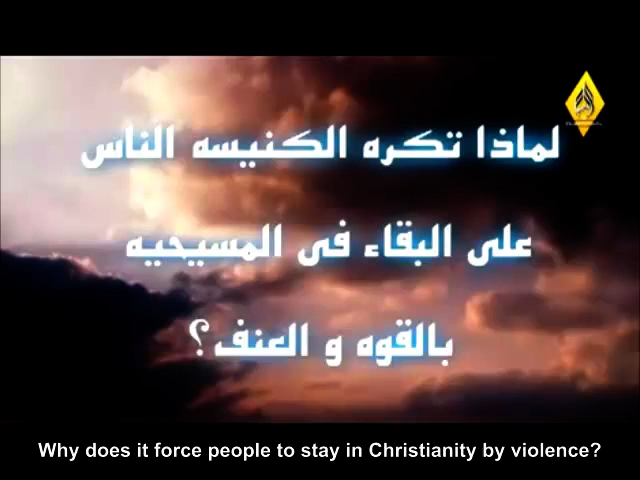 لماذا تكره الكنيسه الناس
على البقاء فى المسيحيه
بالقوه و العنف؟
Why does it force people to stay in Christianity by violence?